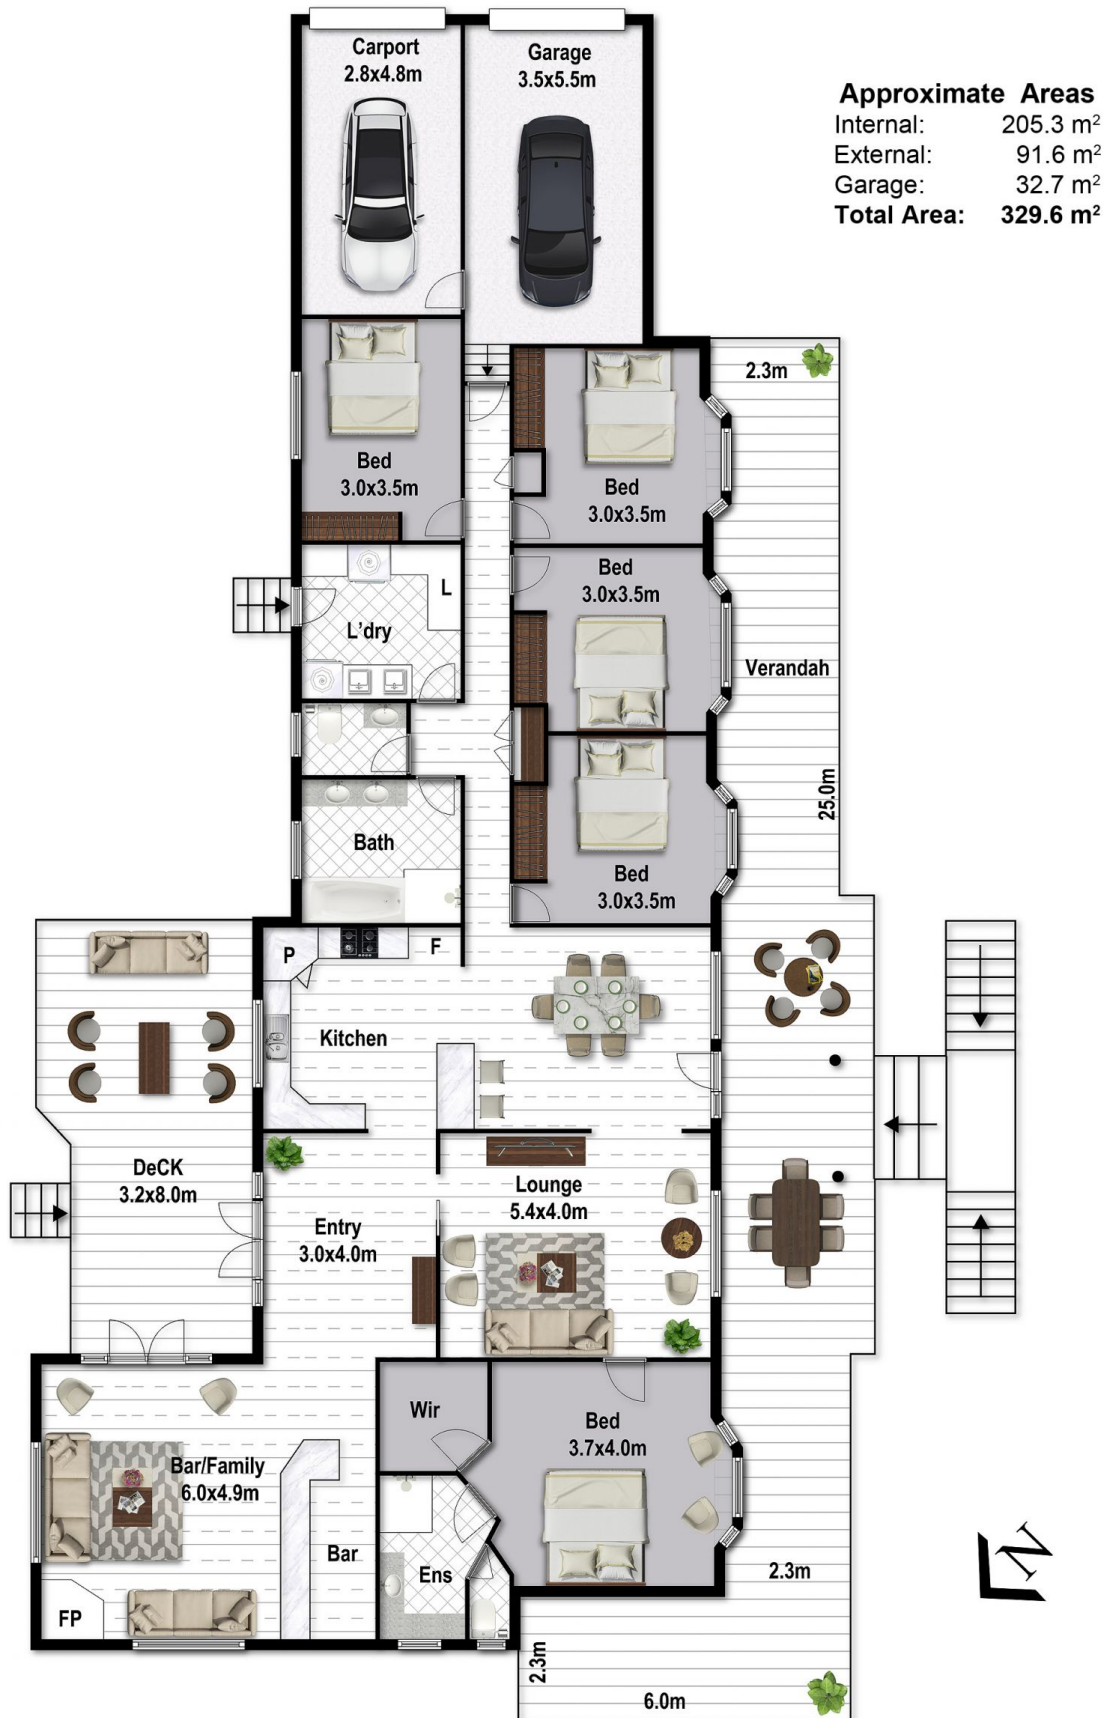 Carport
2.8x4.8m
Garage
3.5x5.5m
Approximate Areas
Internal: 205.3 m²
External: 91.6 m²
Garage: 32.7 m²
Total Area: 329.6 m²
2.3m
Bed
3.0x3.5m
Bed
3.0x3.5m
Bed
3.0x3.5m
L
L'dry
Verandah
25.0m
Bath
Bed
3.0x3.5m
P
F
Kitchen
DeCK
3.2x8.0m
Entry
3.0x4.0m
Lounge
5.4x4.0m
Wir
Bed
3.7x4.0m
Bar/Family
6.0x4.9m
Bar
Ens
FP
2.3m
2.3m
6.0m
N